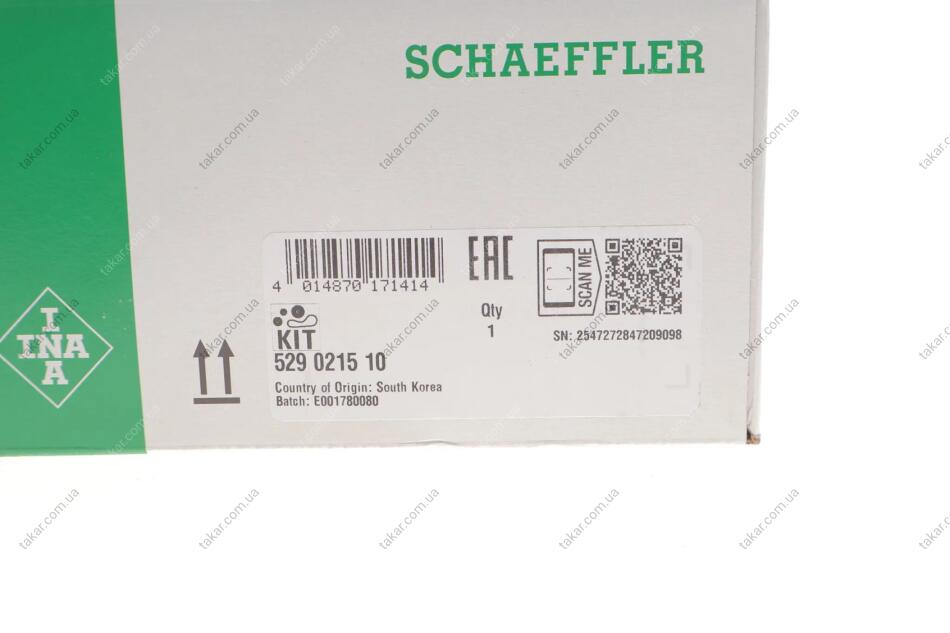 SCHAEFFLER
4 014870 171414
EAC
SCAN ME
Qty
1
SN: 2547272847209098
KIT
529 0215 10
Country of Origin: South Korea
Batch: E001780080
INA
INA
takar.com.ua